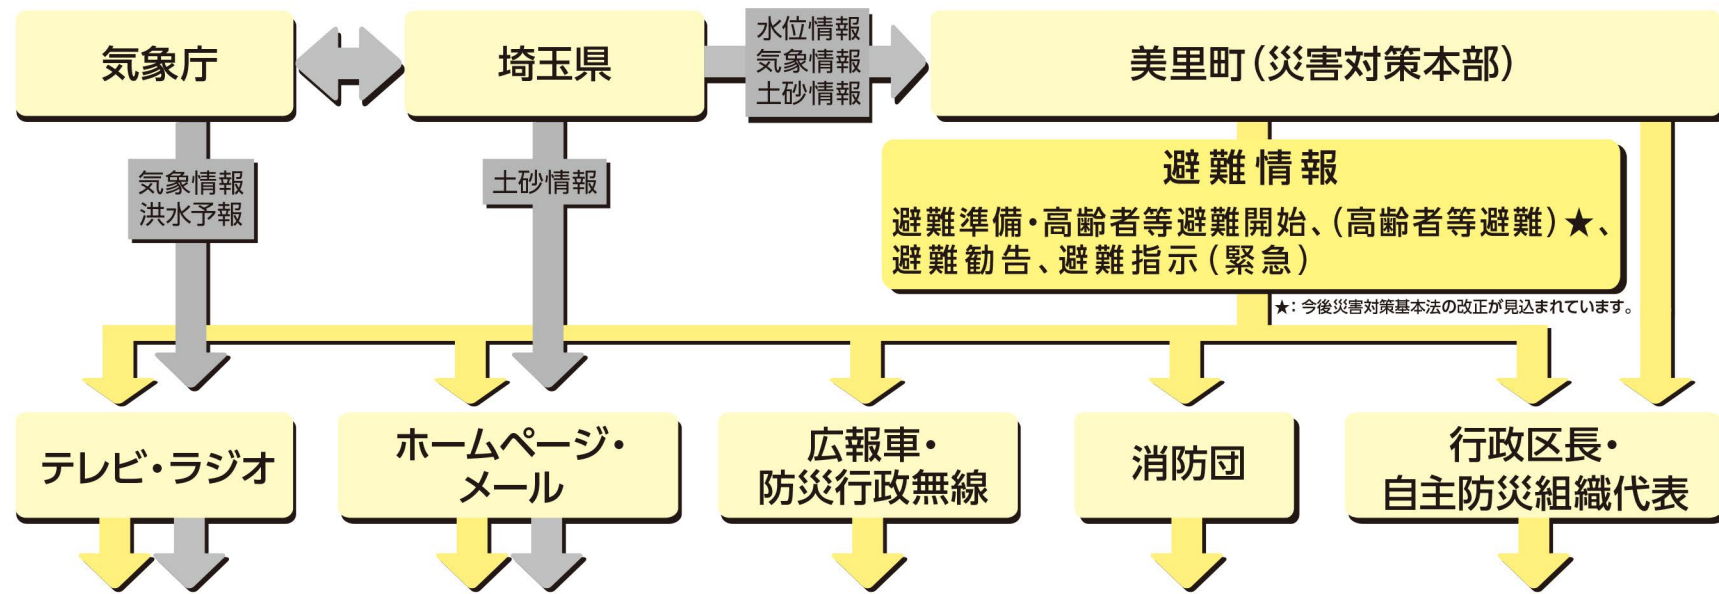 気象庁
埼玉県
水位情報
気象情報
土砂情報
美里町(災害対策本部)
気象情報
洪水予報
土砂情報
避難情報
避難準備・高齢者等避難開始、(高齢者等避難)★、
避難勧告、避難指示(緊急)
★:今後災害対策基本法の改正が見込まれています。
テレビ・ラジオ
ホームページ・
メール
広報車・
防災行政無線
消防団
行政区長・
自主防災組織代表